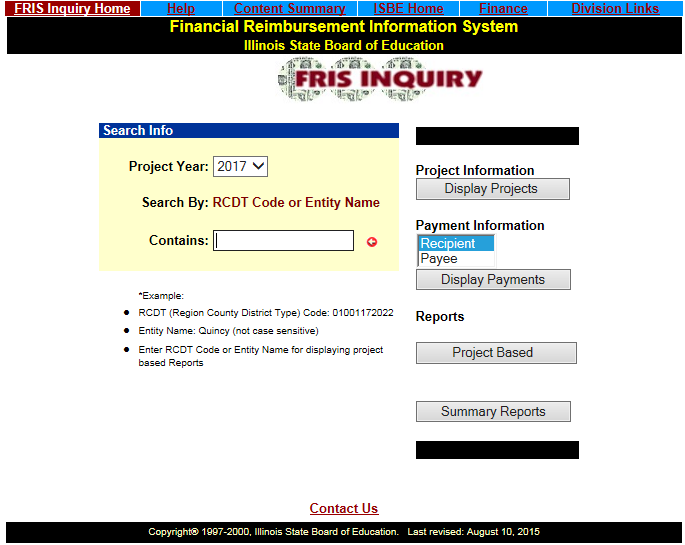 FRIS Inquiry Home Help Content Summary ISBE Home Finance Division Links
Financial Reimbursement Information System
Illinois State Board of Education
FRIS INQUIRY
Search Info
Project Year: 2017
Search By: RCDT Code or Entity Name
Contains:
*Example:
RCDT (Region County District Type) Code: 01001172022
Entity Name: Quincy (not case sensitive)
Enter RCDT Code or Entity Name for displaying project
based Reports
Project Information
Display Projects
Payment Information
Recipient
Payee
Display Payments
Reports
Project Based
Summary Reports
Contact Us
Copyright® 1997-2000, Illinois State Board of Education. Last revised: August 10, 2015